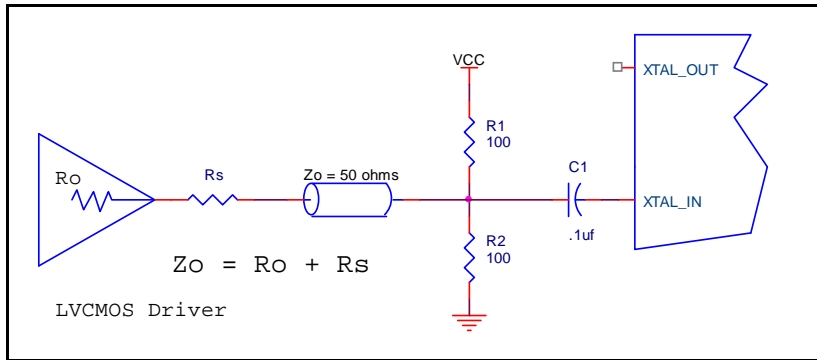 VCC
XTAL_OUT
R1
100
Ro
Rs
Zo = 50 ohms
C1
XTAL_IN
.1uf
R2
100
Zo = Ro + Rs
LVCMOS Driver